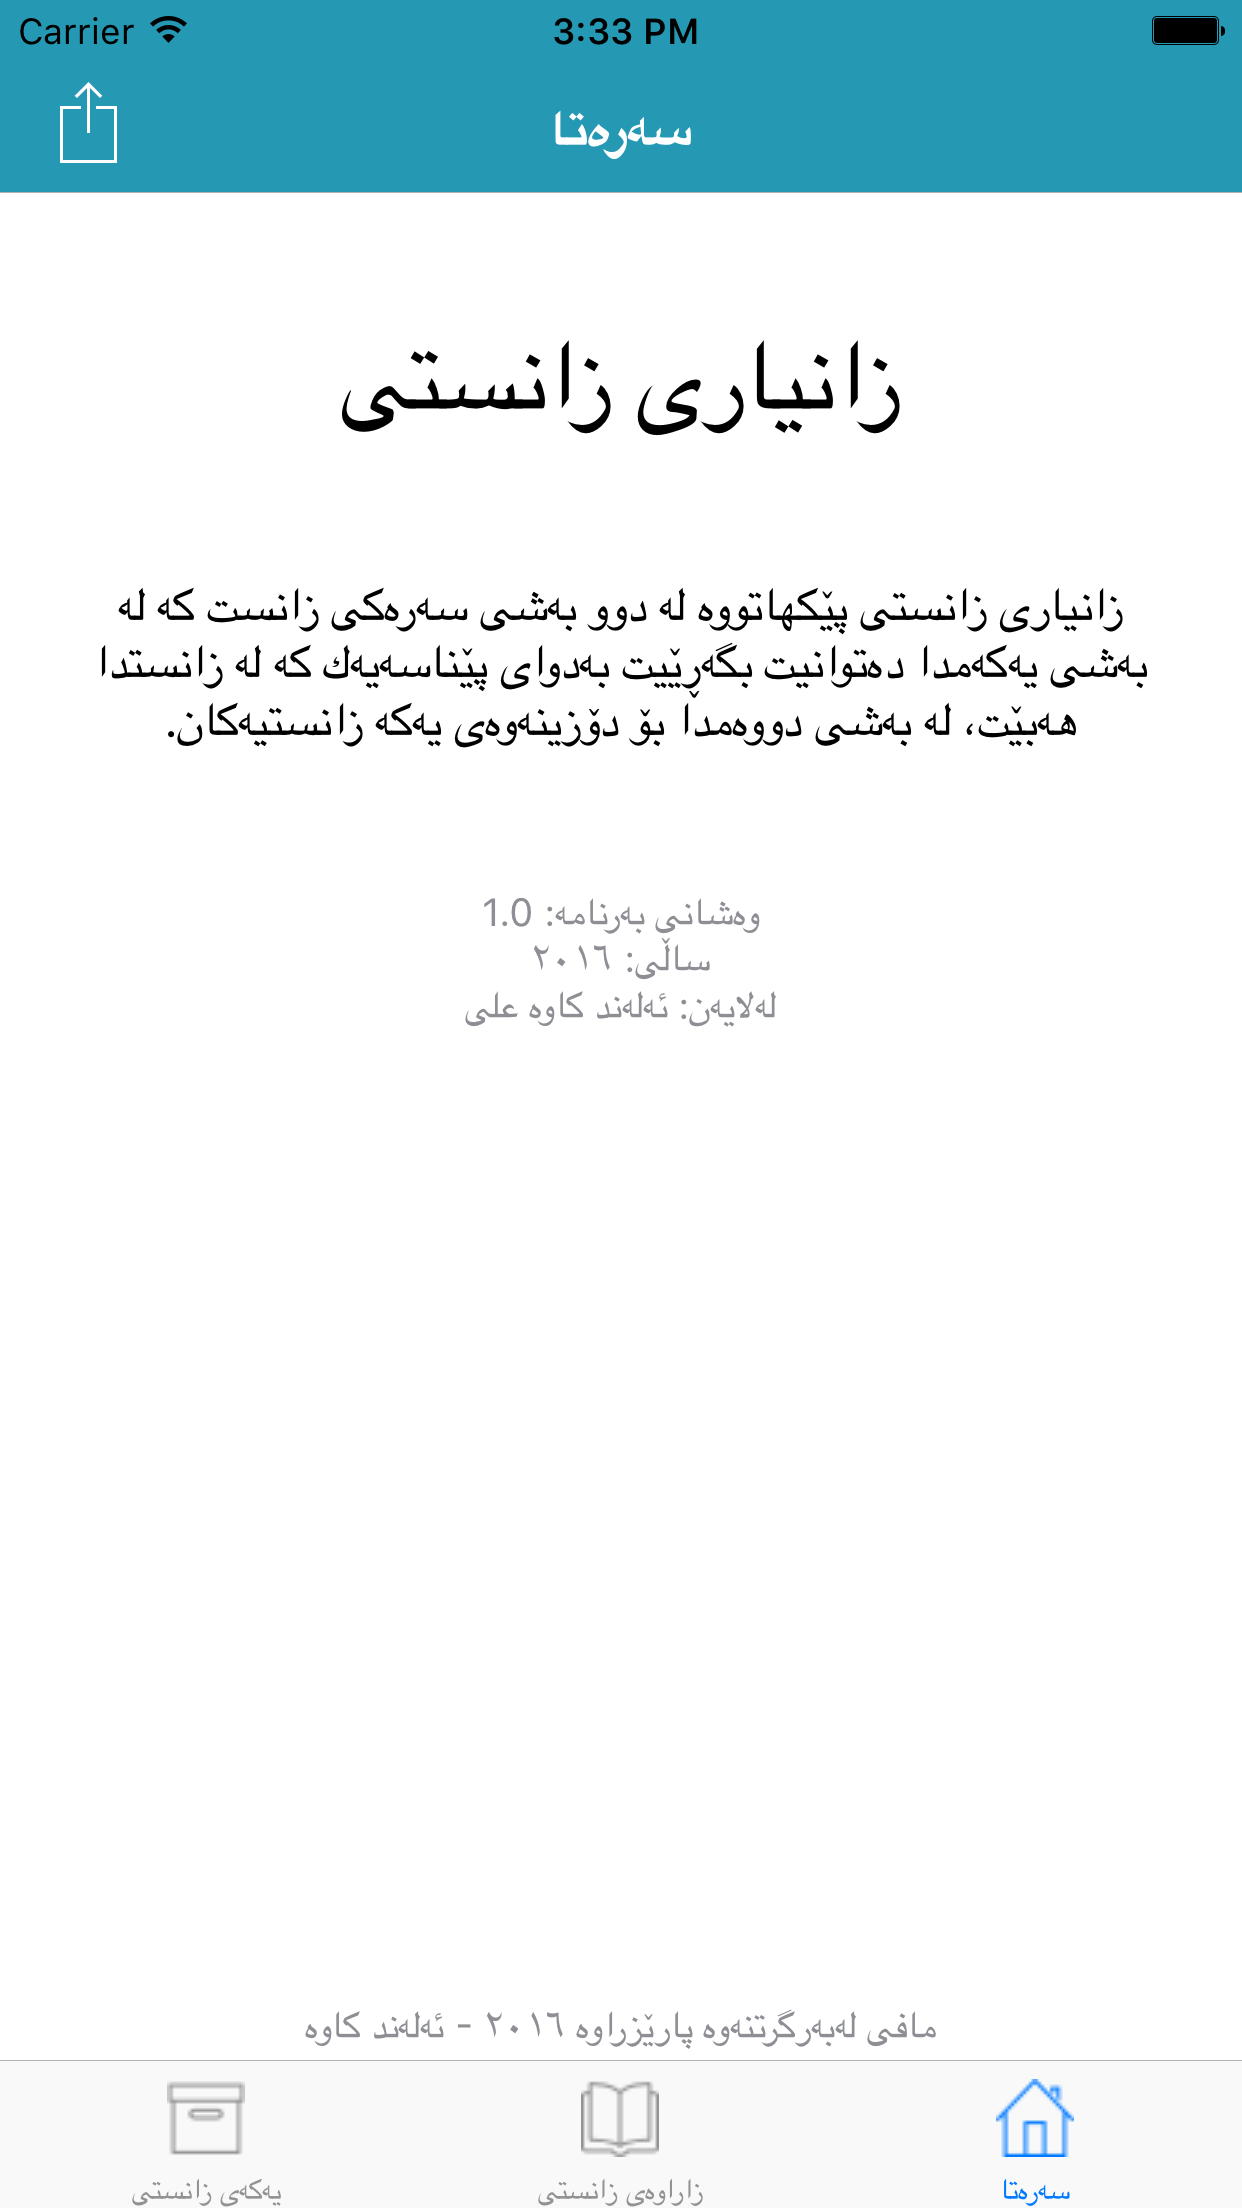 Carrier 3:33 PM
سەرەتا
زانیاری زانستی
زانیاری زانستی پێکهاتووە لە دوو بەشی سەرەکی زانست کە لە
بەشی یەکەمدا دەتوانیت بگەڕێیت بەدوای پێناسەیەك کە لە زانستدا
هەبێت، لە بەشی دووەمدا بۆ دۆزینەوەی یەکە زانستیەکان.
وەشانی بەرنامە: 1.0
ساڵی: ٢٠١٦
لەلایەن: ئەلەند کاوە علی
مافی لەبەرگرتنەوە پارێزراوە ٢٠١٦ - ئەلەند کاوە
سەرەتا
زاراوەی زانستی
یەکەی زانستی